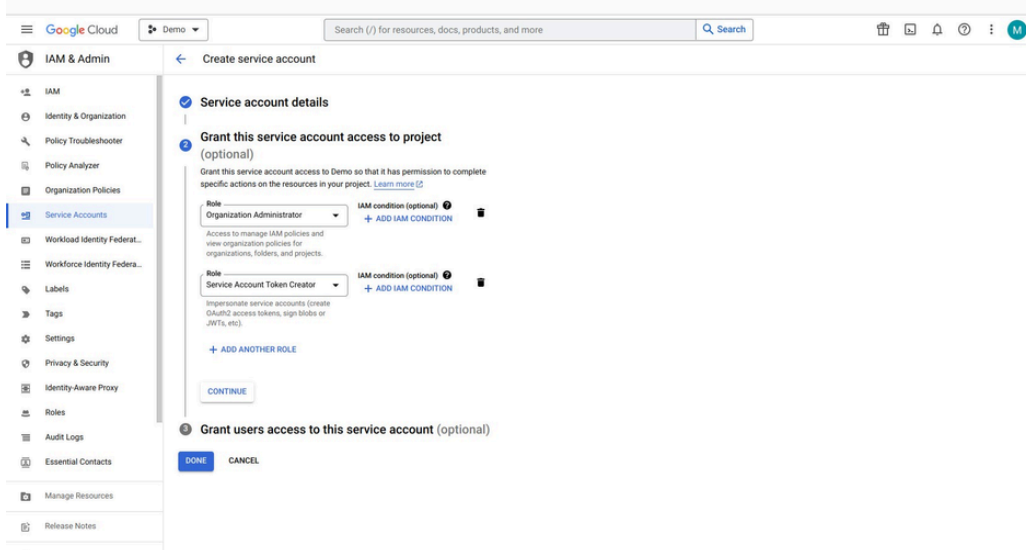 Google Cloud
Demo
Search (/) for resources, docs, products, and more
Search
M
IAM & Admin
Create service account
IAM
Identity & Organization
Policy Troubleshooter
Policy Analyzer
Organization Policies
Service Accounts
Workload Identity Federat...
Workforce Identity Federa...
Labels
Tags
Settings
Privacy & Security
Identity-Aware Proxy
Roles
Audit Logs
Essential Contacts
Manage Resources
Release Notes
Service account details
2
Grant this service account access to project
(optional)
Grant this service account access to Demo so that it has permission to complete
specific actions on the resources in your project. Learn more
Role
Organization Administrator
IAM condition (optional)
+ ADD IAM CONDITION
Access to manage IAM policies and
view organization policies for
organizations, folders, and projects.
Role
Service Account Token Creator
IAM condition (optional)
+ ADD IAM CONDITION
Impersonate service accounts (create
OAuth2 access tokens, sign blobs or
JWTs, etc).
+ ADD ANOTHER ROLE
CONTINUE
3
Grant users access to this service account (optional)
DONE
CANCEL